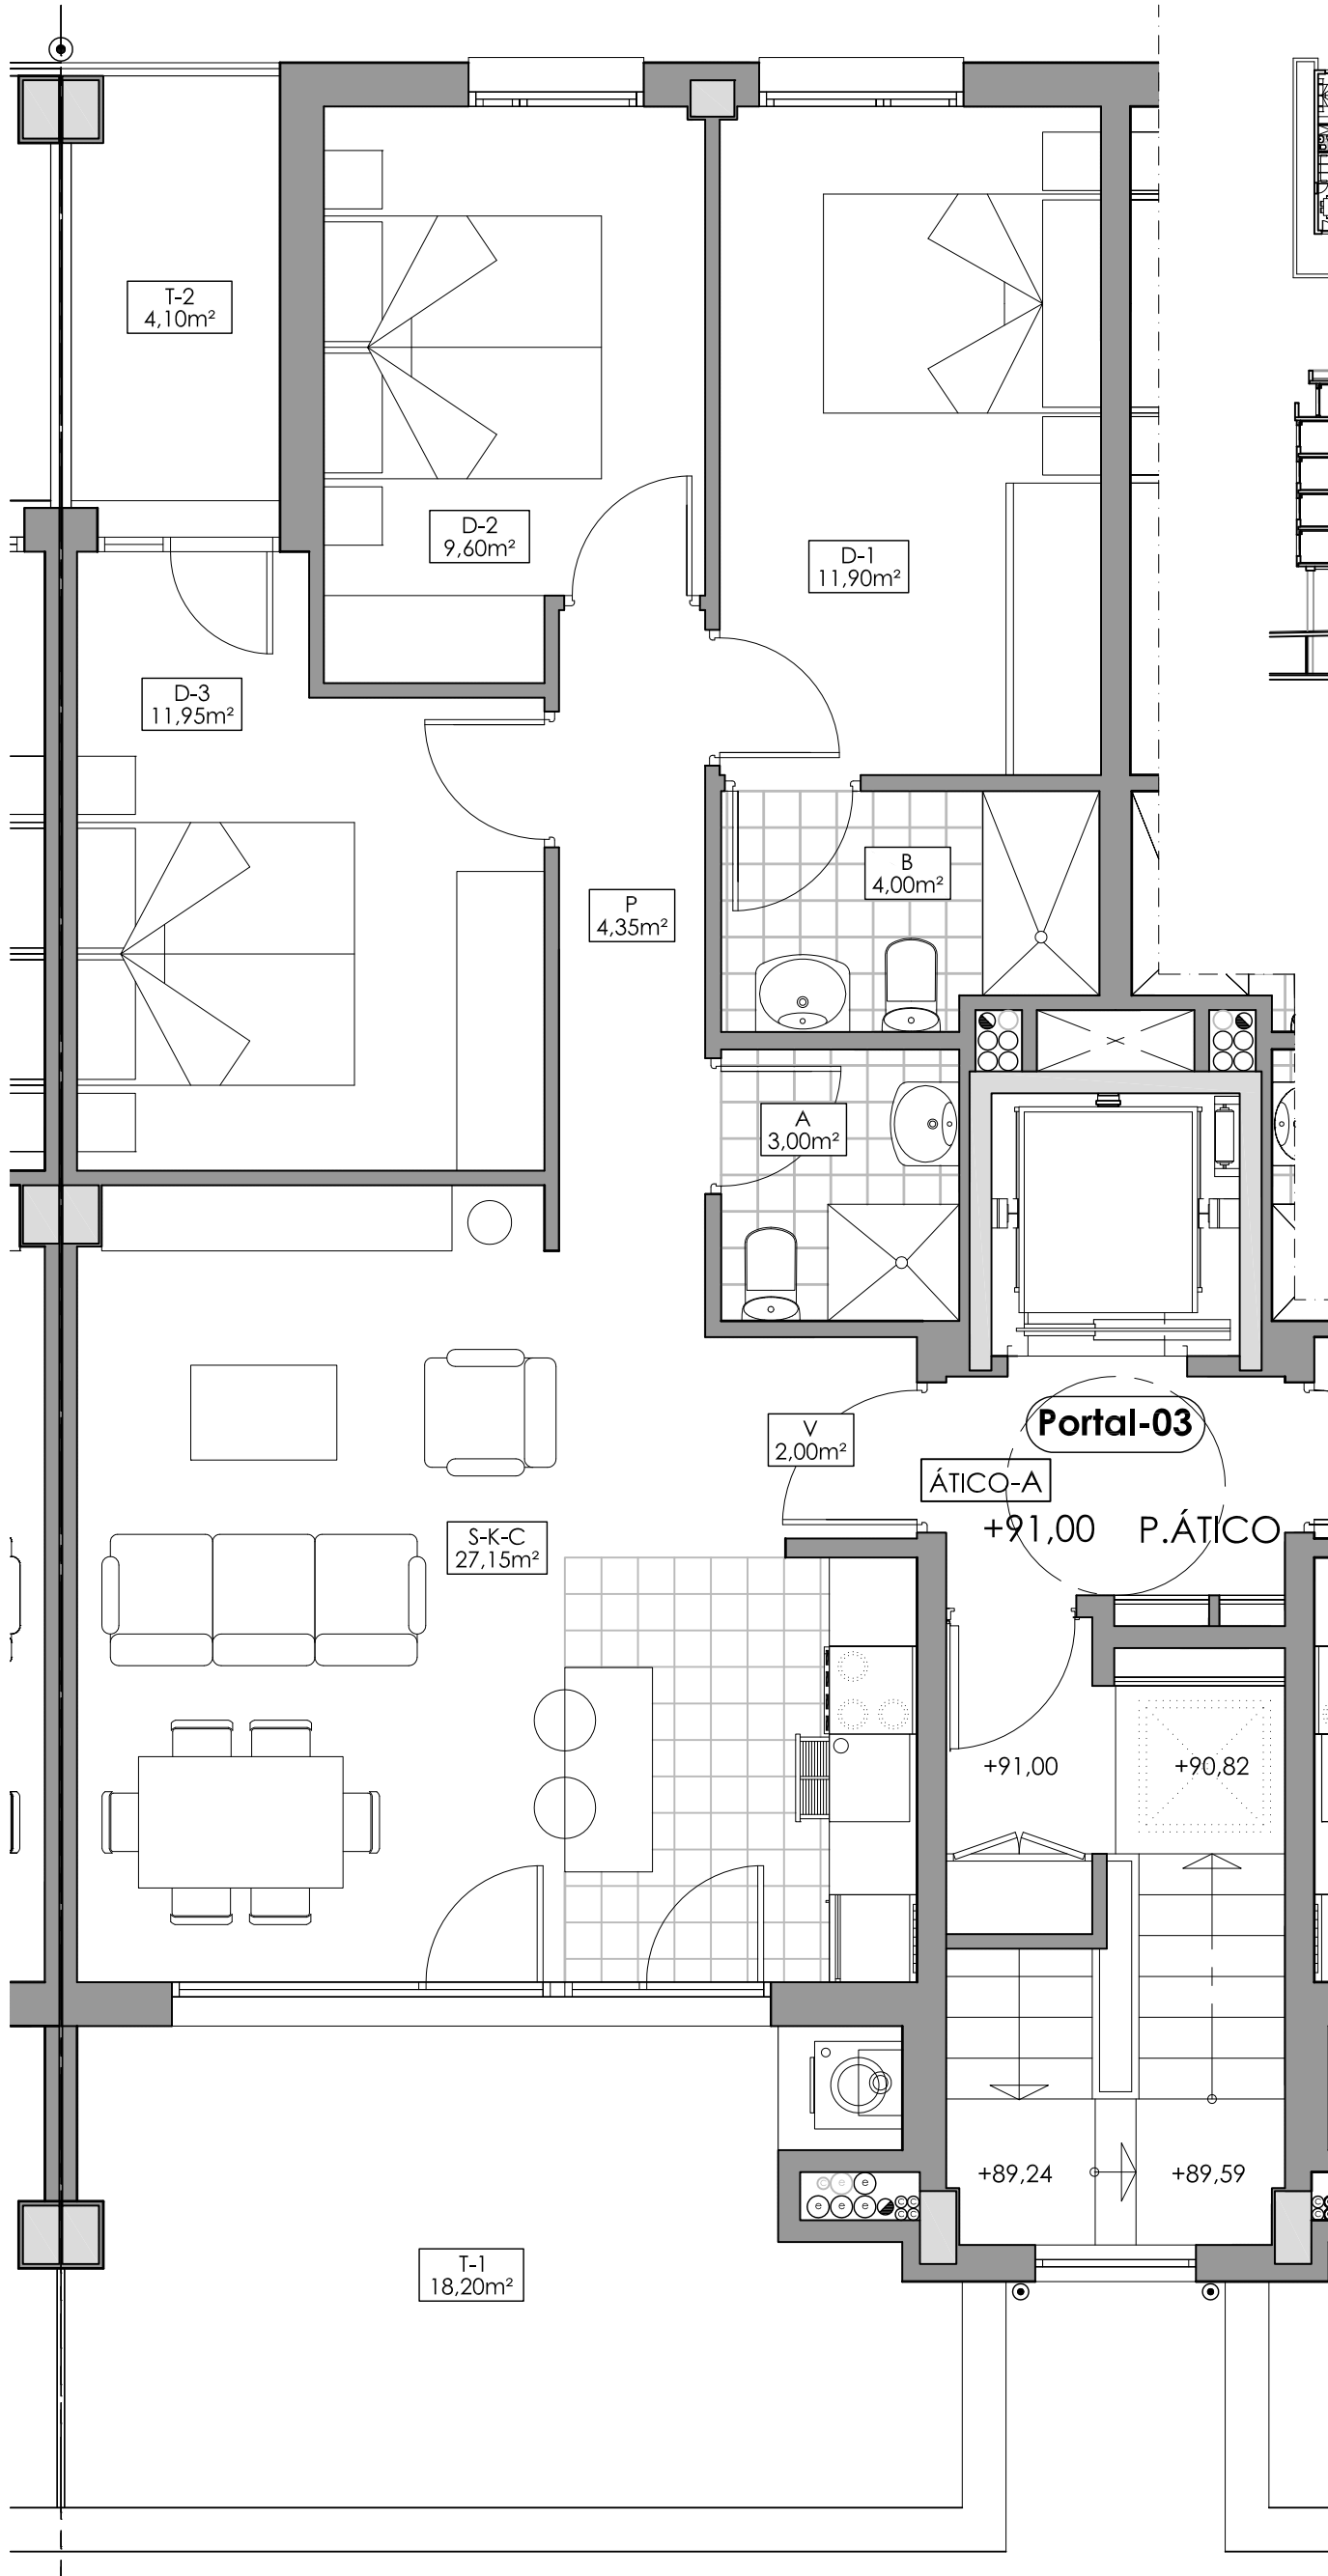 T-2
4,10m²
D-2
9,60m²
D-1
11,90m²
D-3
11,95m²
B
4,00m²
P
4,35m²
A
3,00m²
V
2,00m²
Portal-03
ÁTICO-A
+91,00
P.ÁTICO
S-K-C
27,15m²
+91,00
+90,82
+89,24
+89,59
e
e
e
e
e
c
c
c
c
c
T-1
18,20m²